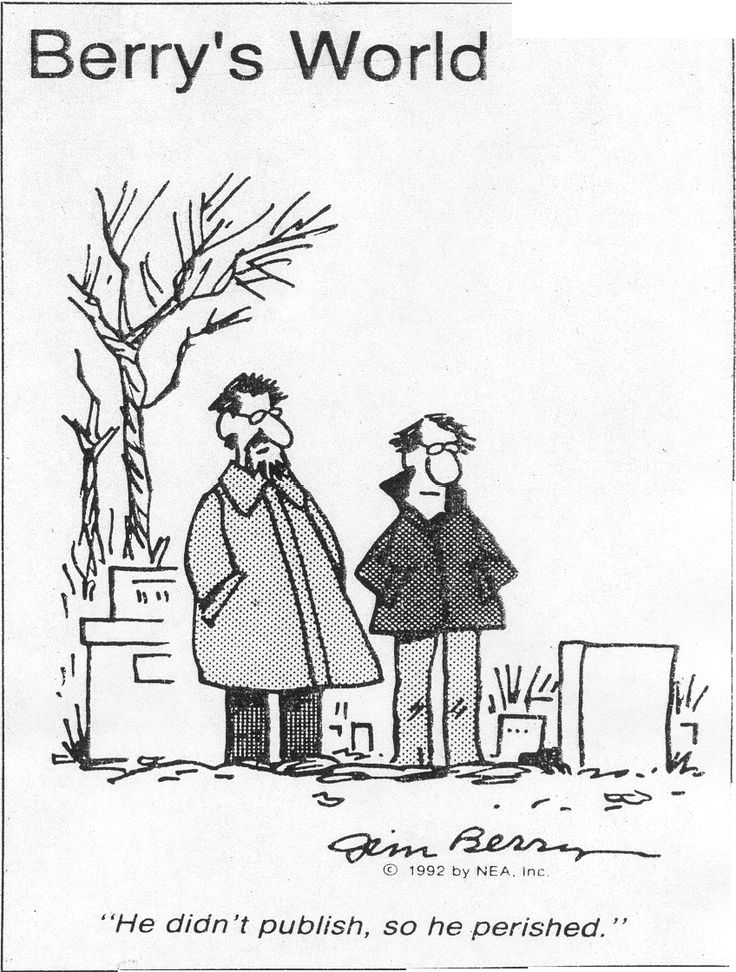 Berry's World
Jim Berry
© 1992 by NEA, Inc.
"He didn't publish, so he perished."